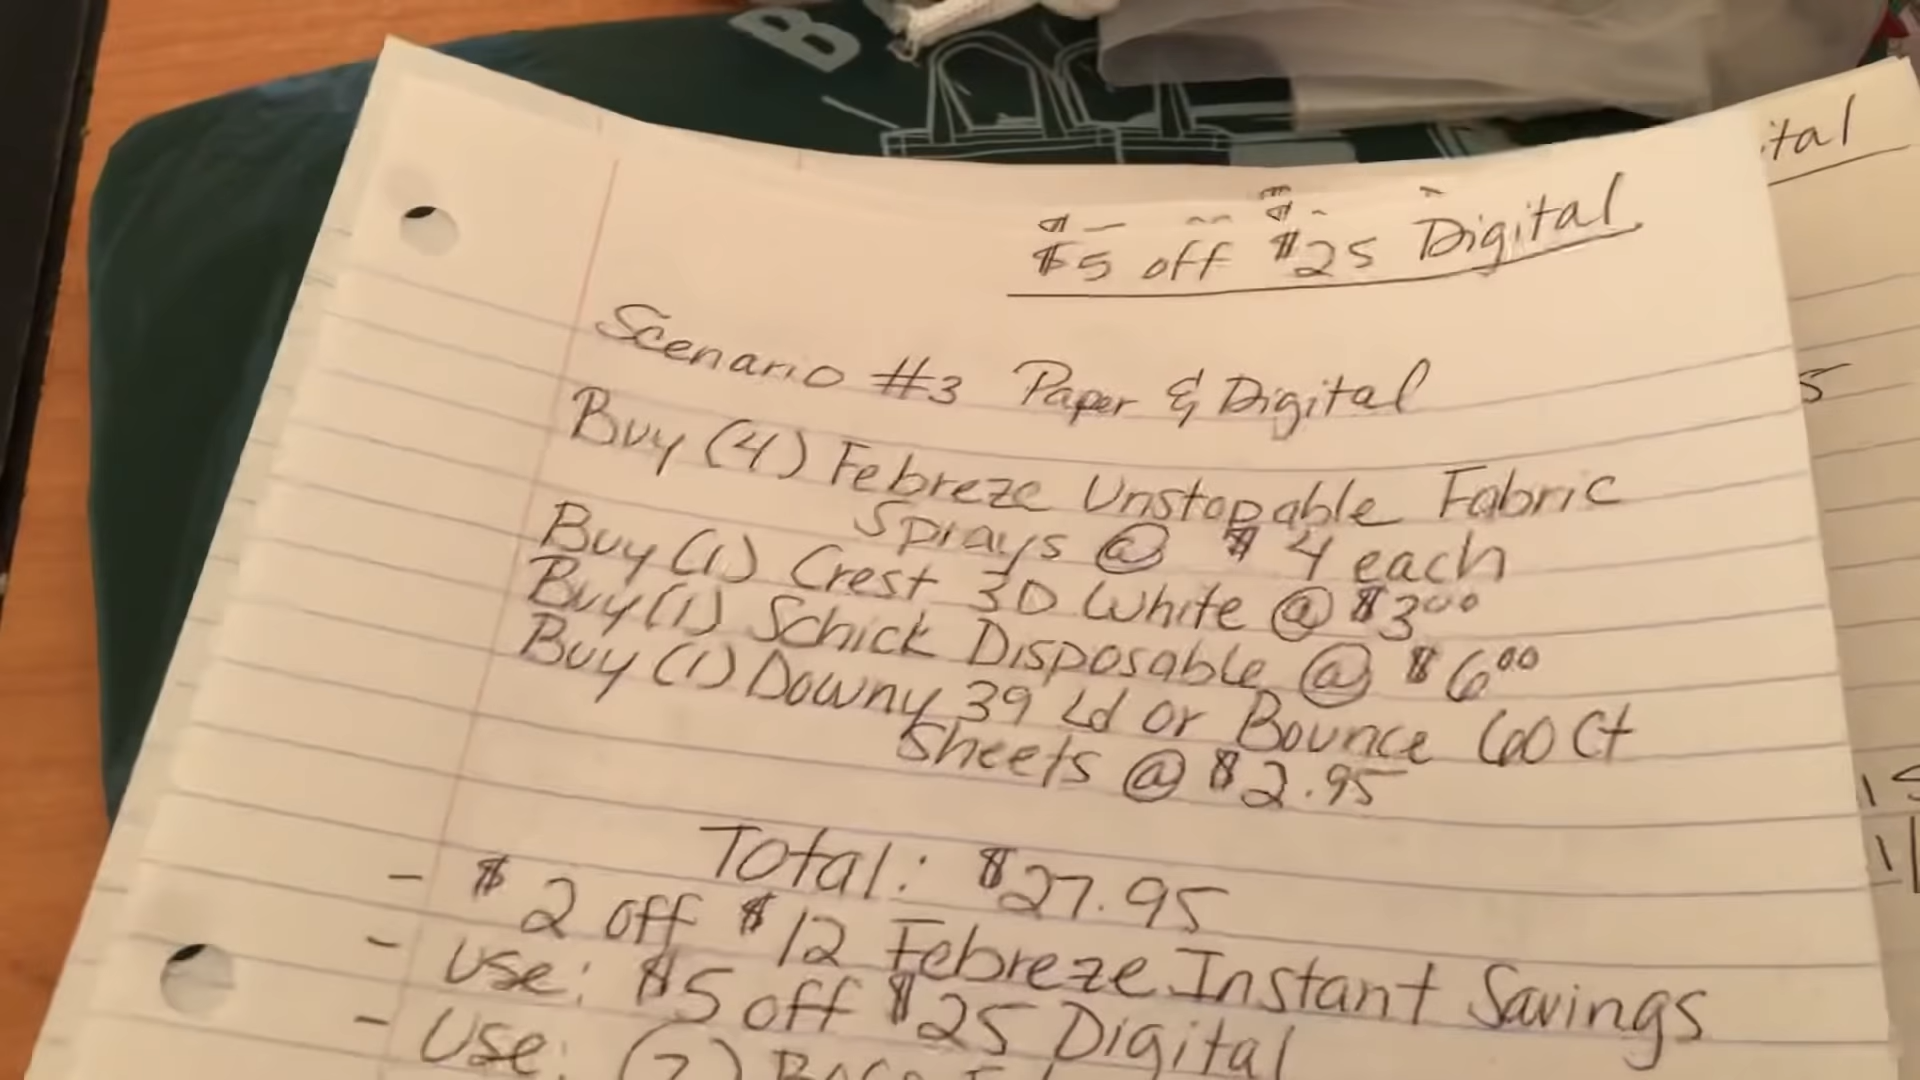 B
ital
$5 off $25 Digital
Scenario #3 Paper & Digital
Buy (4) Febreze Unstopable Fabric
Sprays @ $4 each
5
Buy (1) Crest 3D White @ $3.00
Buy (1) Schick Disposable @ $6.00
Buy (1) Downy 39 Ld or Bounce 60 Ct
Sheets @ $2.95
Total: $27.95
- $2 off $12 Febreze Instant Savings
- Use: $5 off $25 Digital
- Use: (2)